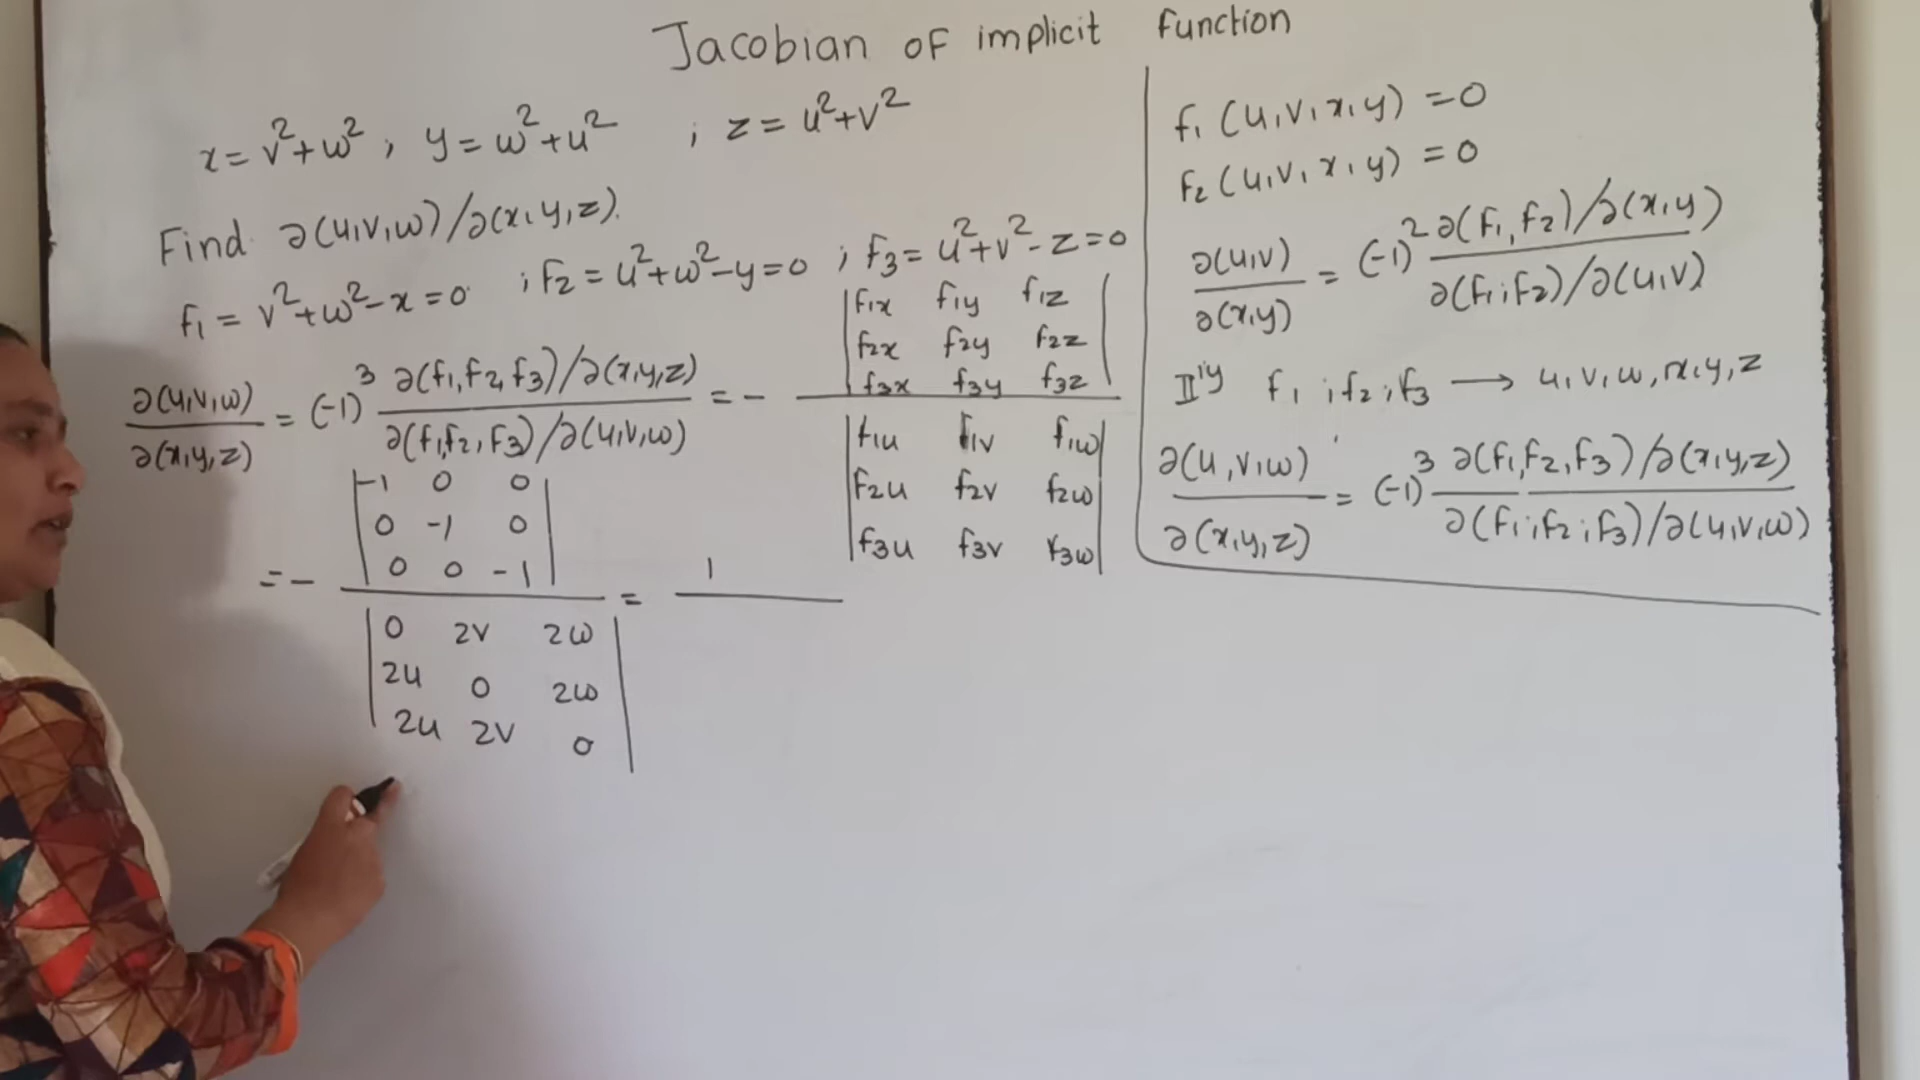 Jacobian of implicit function
x = v²+w² , y = w²+u² ; z = u²+v²
Find ∂(u,v,w)/∂(x,y,z).
f₁ = v²+w²-x=0 ; f₂ = u²+w²-y=0 ; f₃ = u²+v²-z=0
∂(u,v,w)/∂(x,y,z) = (-1)³ [∂(f₁,f₂,f₃)/∂(x,y,z)] / [∂(f₁,f₂,f₃)/∂(u,v,w)] = -
f₁x f₁y f₁z
f₂x f₂y f₂z
f₃x f₃y f₃z
f₁u f₁v f₁w
f₂u f₂v f₂w
f₃u f₃v f₃w
= -
-1 0 0
0 -1 0
0 0 -1
0 2v 2w
2u 0 2w
2u 2v 0
= 1
f₁ (u,v,x,y) = 0
f₂ (u,v,x,y) = 0
∂(u,v)/∂(x,y) = (-1)² [∂(f₁,f₂)/∂(x,y)] / [∂(f₁;f₂)/∂(u,v)]
IIly f₁ ; f₂ ; f₃ → u,v,w,x,y,z
∂(u,v,w)/∂(x,y,z) = (-1)³ [∂(f₁,f₂,f₃)/∂(x,y,z)] / [∂(f₁;f₂;f₃)/∂(u,v,w)]